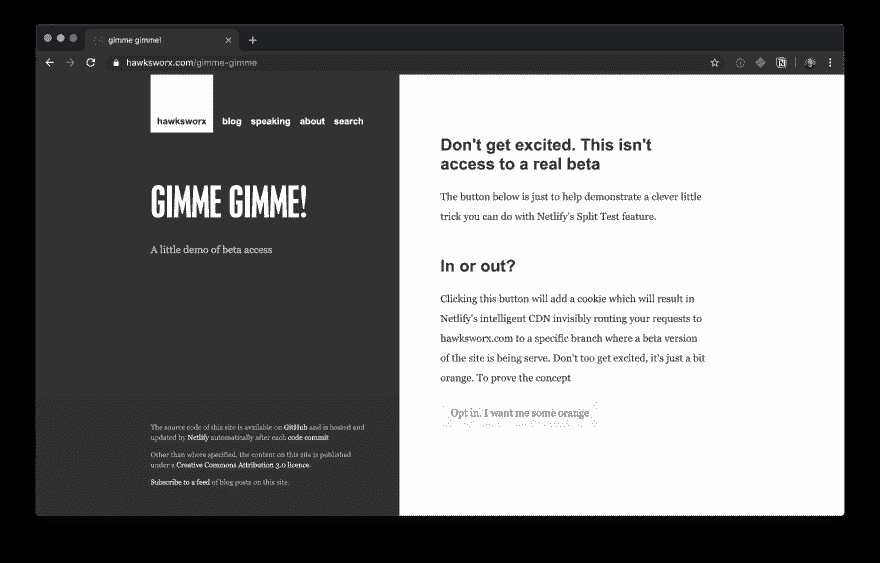 gimme gimme!
hawksworx.com/gimme-gimme
hawksworx blog speaking about search
GIMME GIMME!
A little demo of beta access
The source code of this site is available on GitHub and is hosted and
updated by Netlify automatically after each code commit
Other than where specified, the content on this site is published
under a Creative Commons Attribution 3.0 licence.
Subscribe to a feed of blog posts on this site.
Don't get excited. This isn't
access to a real beta
The button below is just to help demonstrate a clever little
trick you can do with Netlify's Split Test feature.
In or out?
Clicking this button will add a cookie which will result in
Netlify's intelligent CDN invisibly routing your requests to
hawksworx.com to a specific branch where a beta version
of the site is being serve. Don't too get excited, it's just a bit
orange. To prove the concept
Opt in. I want me some orange